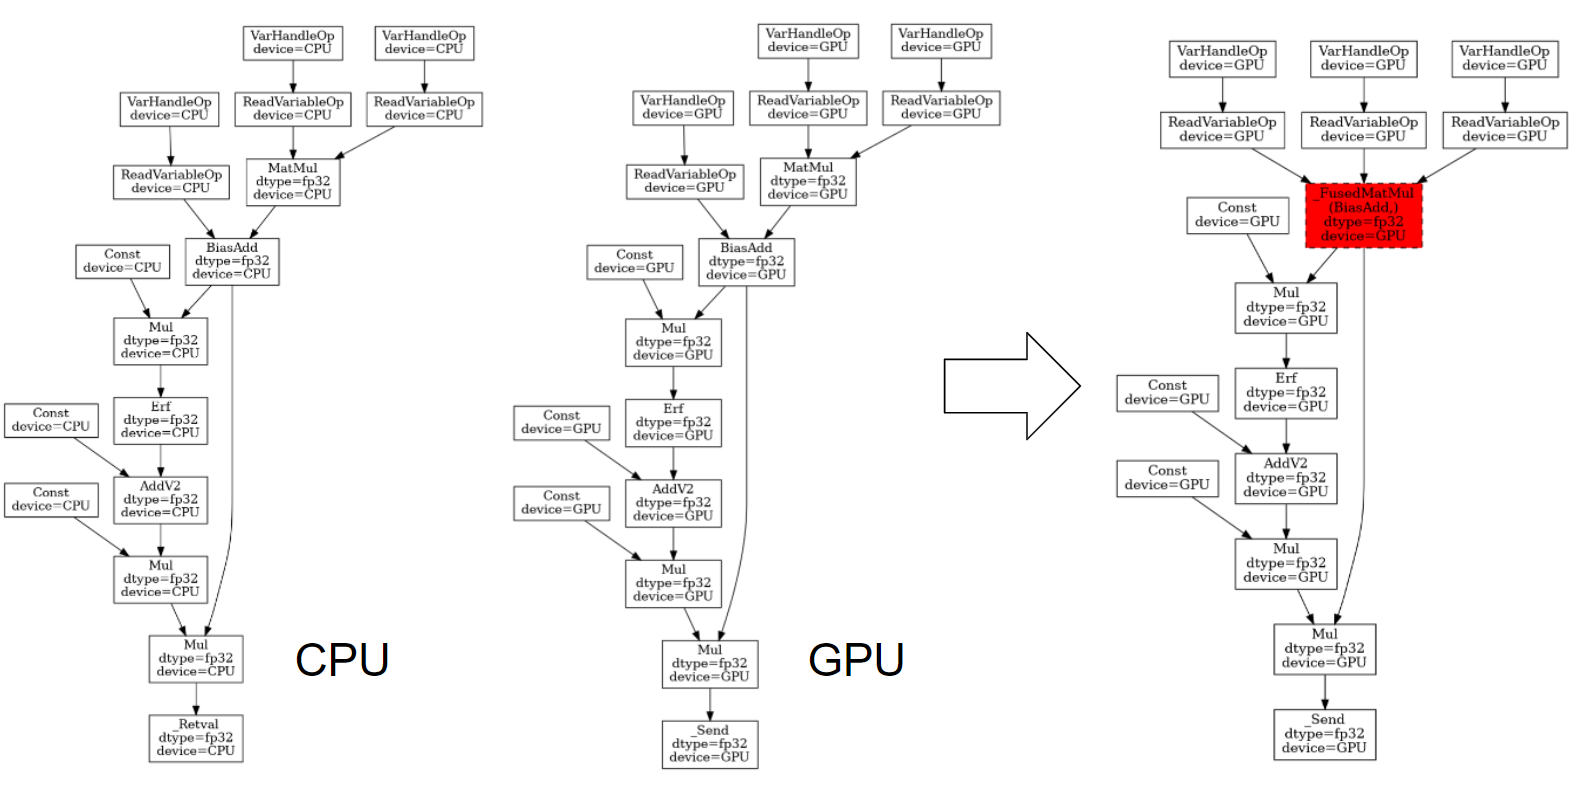 VarHandleOp
device=CPU
VarHandleOp
device=CPU
VarHandleOp
device=CPU
ReadVariableOp
device=CPU
ReadVariableOp
device=CPU
ReadVariableOp
device=CPU
MatMul
dtype=fp32
device=CPU
BiasAdd
dtype=fp32
device=CPU
Const
device=CPU
Mul
dtype=fp32
device=CPU
Erf
dtype=fp32
device=CPU
Const
device=CPU
AddV2
dtype=fp32
device=CPU
Const
device=CPU
Mul
dtype=fp32
device=CPU
Mul
dtype=fp32
device=CPU
_Retval
dtype=fp32
device=CPU
CPU
VarHandleOp
device=GPU
VarHandleOp
device=GPU
VarHandleOp
device=GPU
ReadVariableOp
device=GPU
ReadVariableOp
device=GPU
ReadVariableOp
device=GPU
MatMul
dtype=fp32
device=GPU
BiasAdd
dtype=fp32
device=GPU
Const
device=GPU
Mul
dtype=fp32
device=GPU
Erf
dtype=fp32
device=GPU
Const
device=GPU
AddV2
dtype=fp32
device=GPU
Const
device=GPU
Mul
dtype=fp32
device=GPU
Mul
dtype=fp32
device=GPU
_Send
dtype=fp32
device=GPU
GPU
VarHandleOp
device=GPU
VarHandleOp
device=GPU
VarHandleOp
device=GPU
ReadVariableOp
device=GPU
ReadVariableOp
device=GPU
ReadVariableOp
device=GPU
_FusedMatMul
(BiasAdd,)
dtype=fp32
device=GPU
Const
device=GPU
Mul
dtype=fp32
device=GPU
Erf
dtype=fp32
device=GPU
Const
device=GPU
AddV2
dtype=fp32
device=GPU
Const
device=GPU
Mul
dtype=fp32
device=GPU
Mul
dtype=fp32
device=GPU
_Send
dtype=fp32
device=GPU